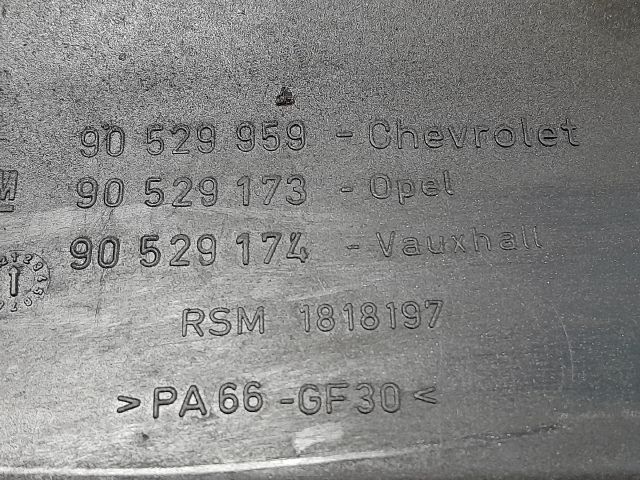 90 529 959 - Chevrolet
90 529 173 - Opel
90 529 174 - Vauxhall
RSM 1818197
>PA66-GF30<